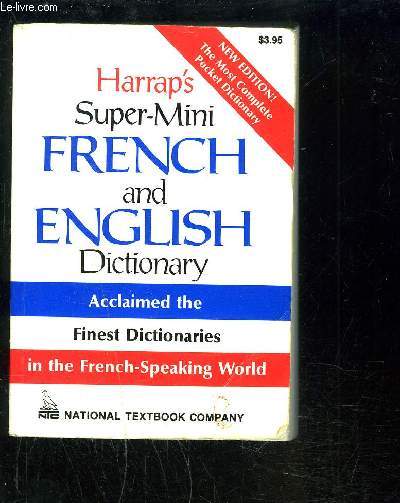 Le-livre.com
$3.95
NEW EDITION!
The Most Complete
Pocket Dictionary
Harrap's
Super-Mini
FRENCH
and
ENGLISH
Dictionary
Acclaimed the
Finest Dictionaries
in the French-Speaking World
NTC NATIONAL TEXTBOOK COMPANY